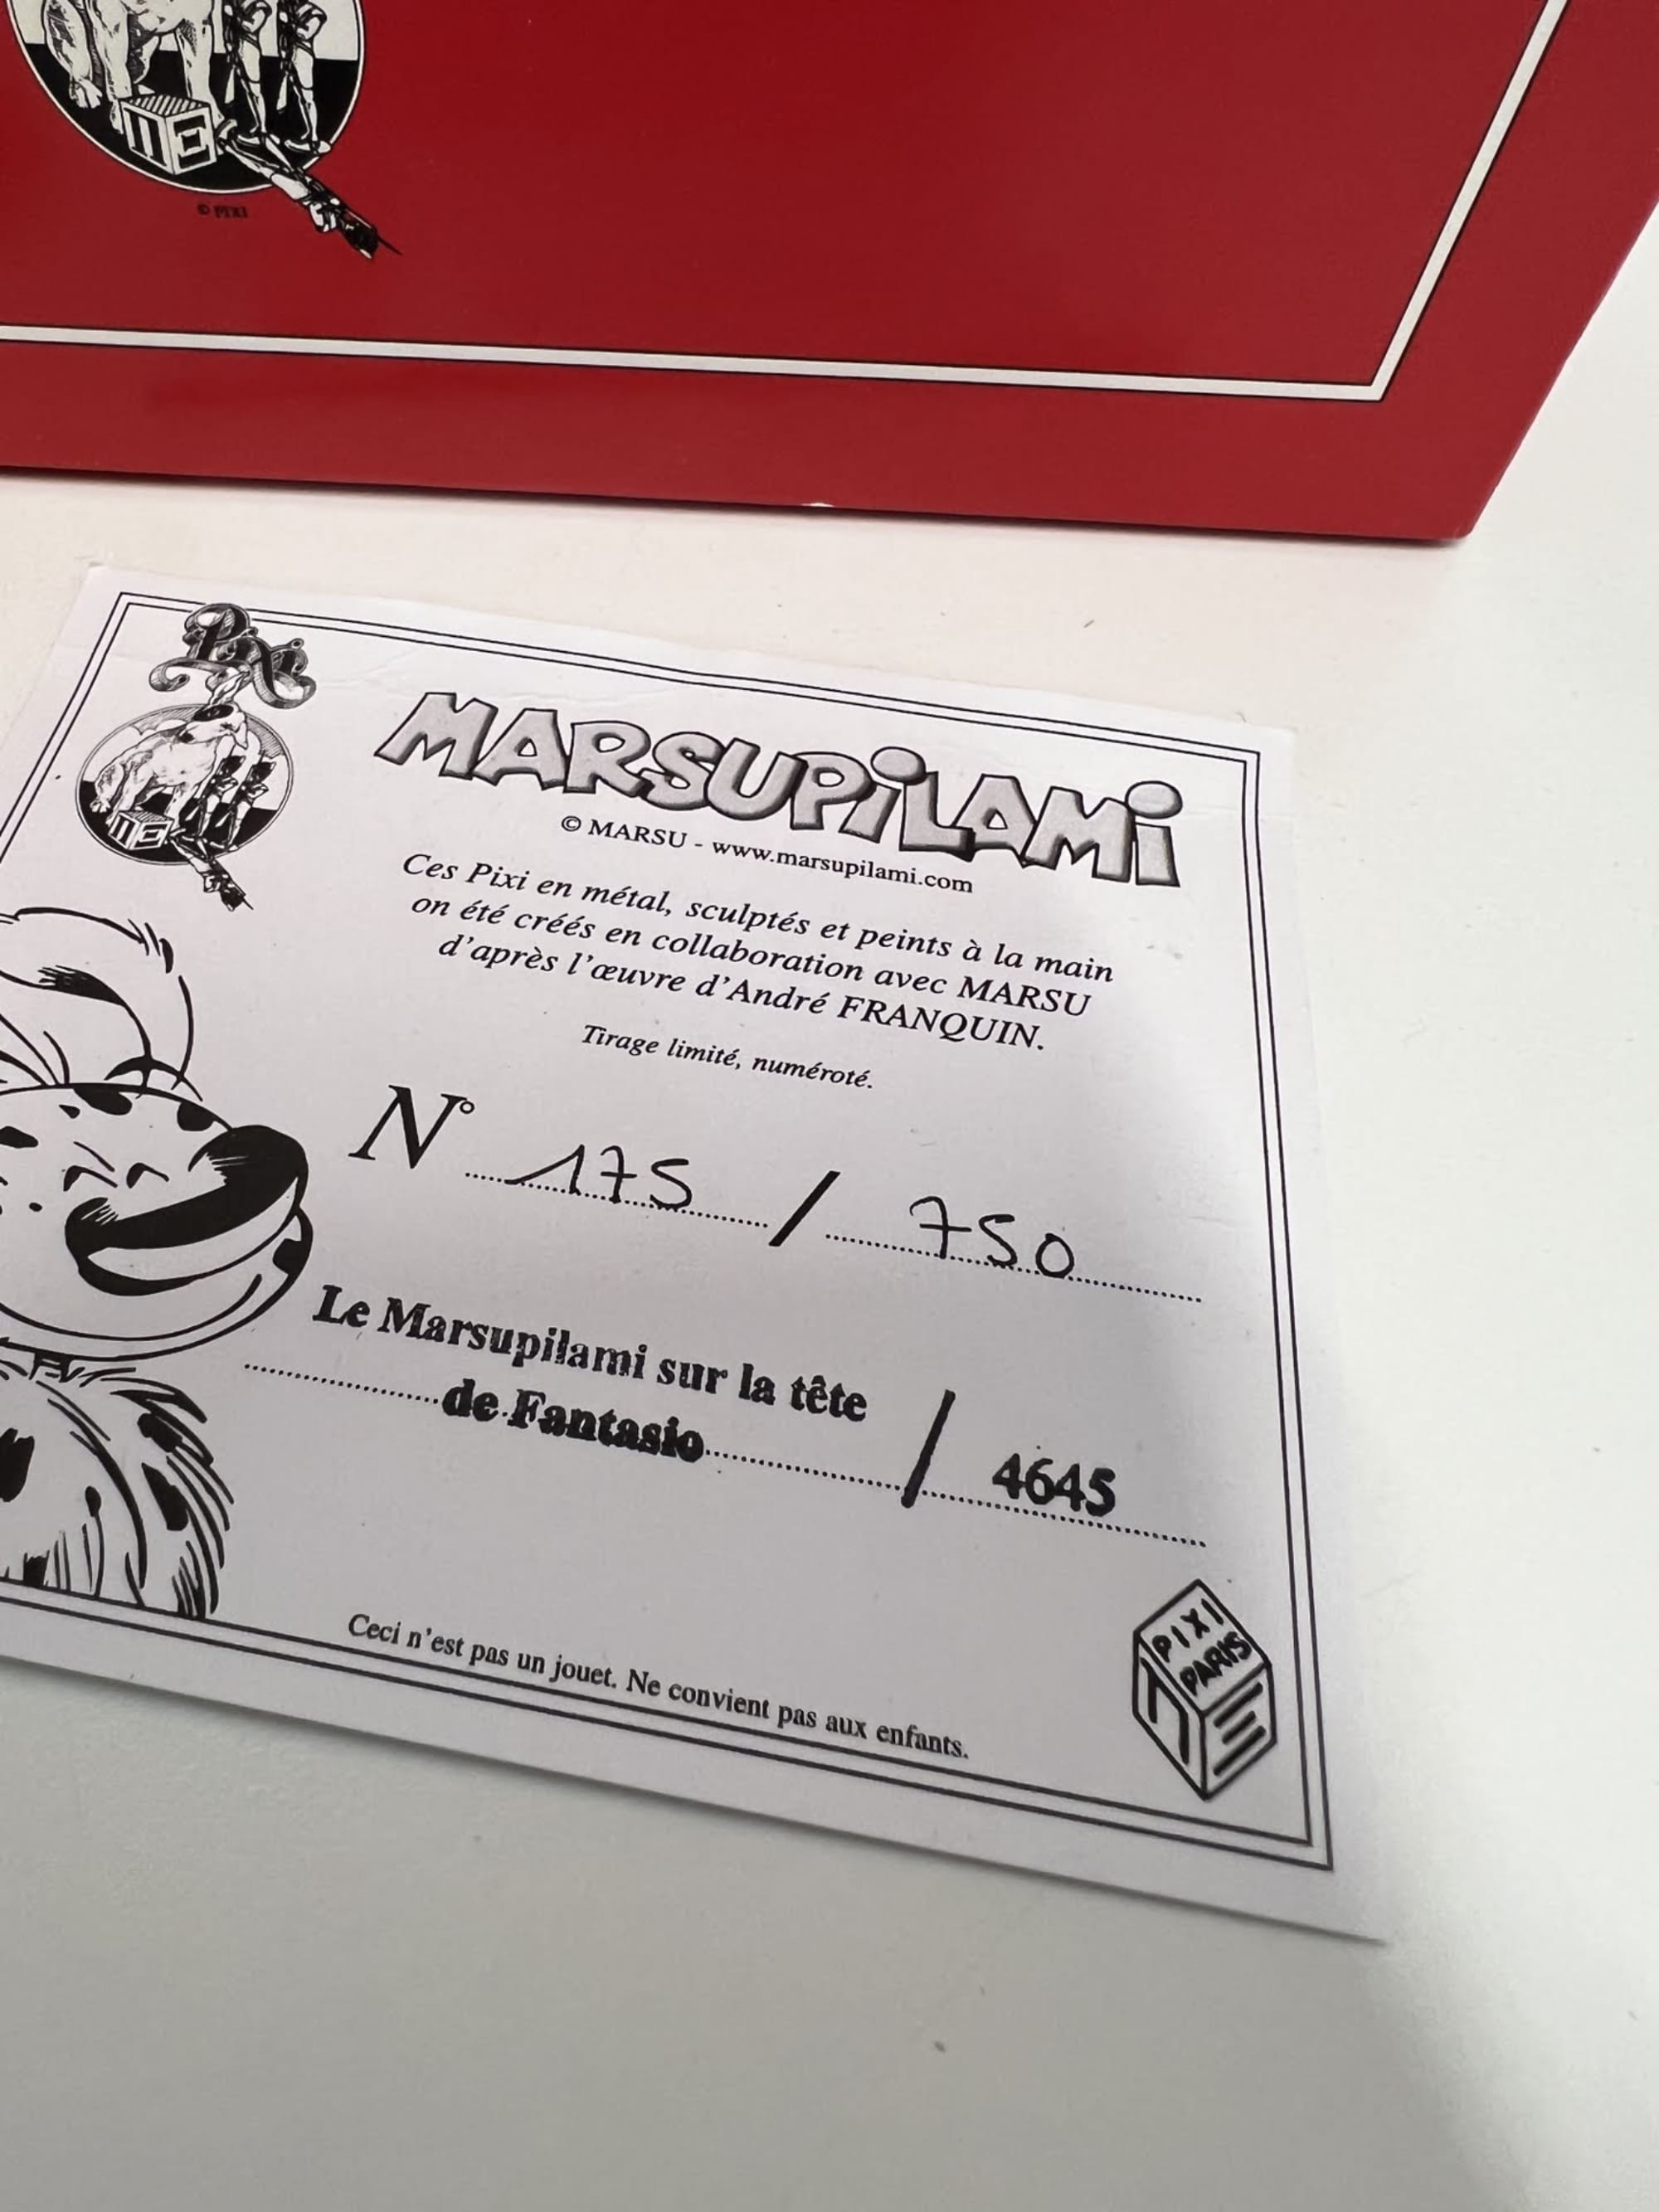 © PIXI
Pixi
MARSUPiLAMi
© MARSU - www.marsupilami.com
Ces Pixi en métal, sculptés et peints à la main
on été créés en collaboration avec MARSU
d'après l'œuvre d'André FRANQUIN.
Tirage limité, numéroté.
N° 175 / 750
Le Marsupilami sur la tête
de Fantasio / 4645
Ceci n'est pas un jouet. Ne convient pas aux enfants.
PIXI
PARIS